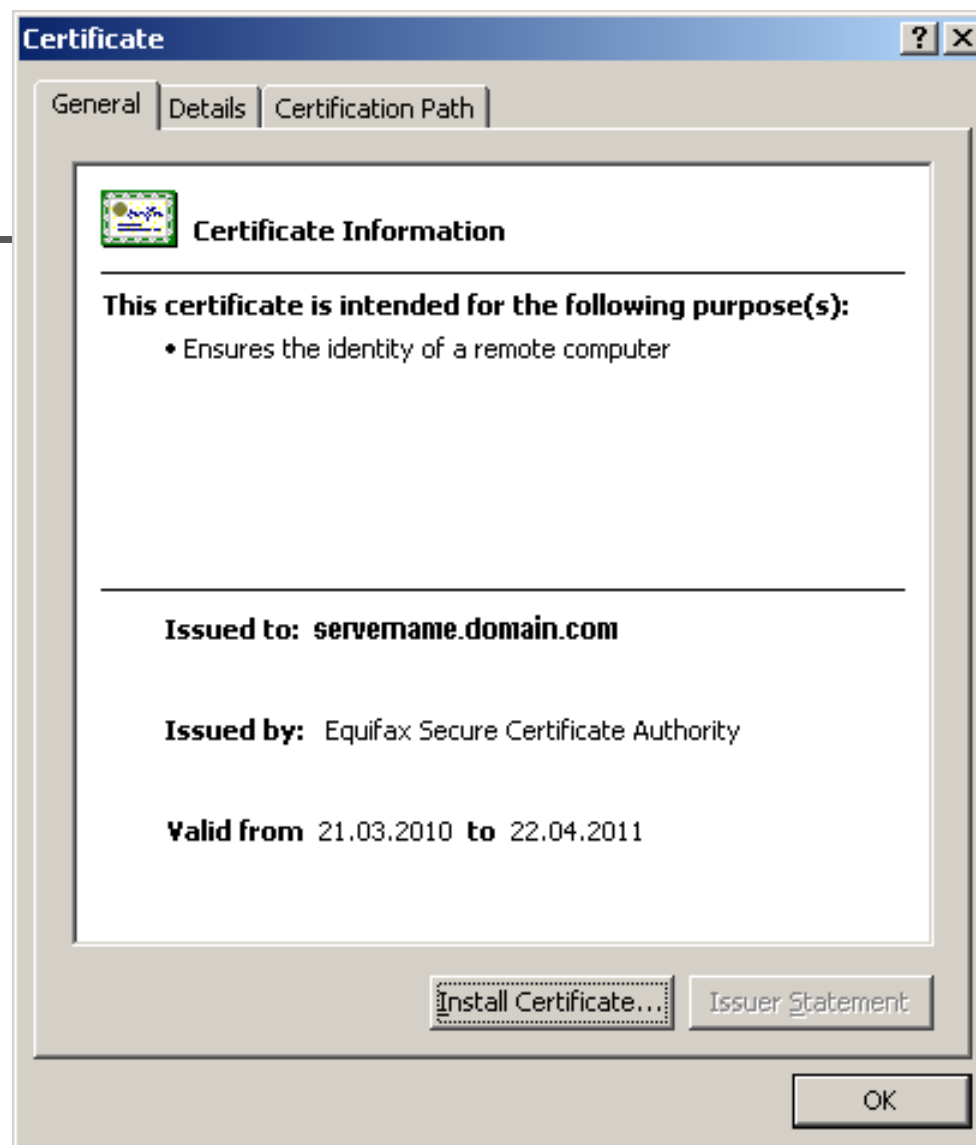 Certificate
General Details Certification Path
Certificate Information
This certificate is intended for the following purpose(s):
• Ensures the identity of a remote computer
Issued to: servername.domain.com
Issued by: Equifax Secure Certificate Authority
Valid from 21.03.2010 to 22.04.2011
Install Certificate... Issuer Statement
OK